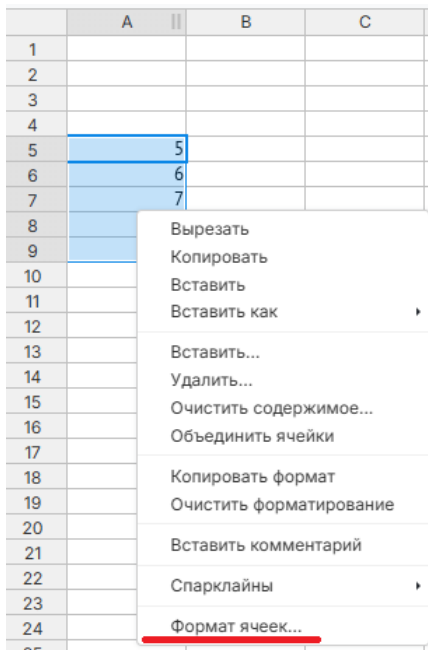 A B C
1
2
3
4
5 5
6 6
7 7
8 Вырезать
9 Копировать
10 Вставить
11 Вставить как
12
13 Вставить...
14 Удалить...
15 Очистить содержимое...
16 Объединить ячейки
17
18 Копировать формат
19 Очистить форматирование
20
21 Вставить комментарий
22 Спарклайны
23
24 Формат ячеек...